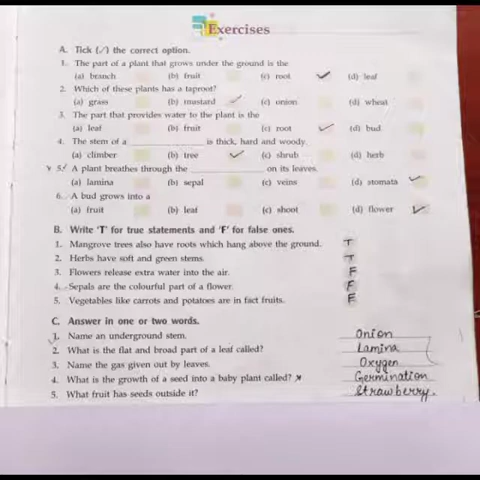 Exercises
A. Tick (✓) the correct option.
1. The part of a plant that grows under the ground is the
(a) branch (b) fruit (c) root ✓ (d) leaf
2. Which of these plants has a taproot?
(a) grass (b) mustard ✓ (c) onion (d) wheat
3. The part that provides water to the plant is the
(a) leaf (b) fruit (c) root ✓ (d) bud
4. The stem of a ____________ is thick, hard and woody.
(a) climber (b) tree ✓ (c) shrub (d) herb
5. A plant breathes through the ____________ on its leaves.
(a) lamina (b) sepal (c) veins (d) stomata ✓
6. A bud grows into a
(a) fruit (b) leaf (c) shoot (d) flower ✓
B. Write 'T' for true statements and 'F' for false ones.
1. Mangrove trees also have roots which hang above the ground. T
2. Herbs have soft and green stems. T
3. Flowers release extra water into the air. F
4. Sepals are the colourful part of a flower. F
5. Vegetables like carrots and potatoes are in fact fruits. F
C. Answer in one or two words.
1. Name an underground stem. Onion
2. What is the flat and broad part of a leaf called? Lamina
3. Name the gas given out by leaves. Oxygen
4. What is the growth of a seed into a baby plant called? Germination
5. What fruit has seeds outside it? Strawberry.